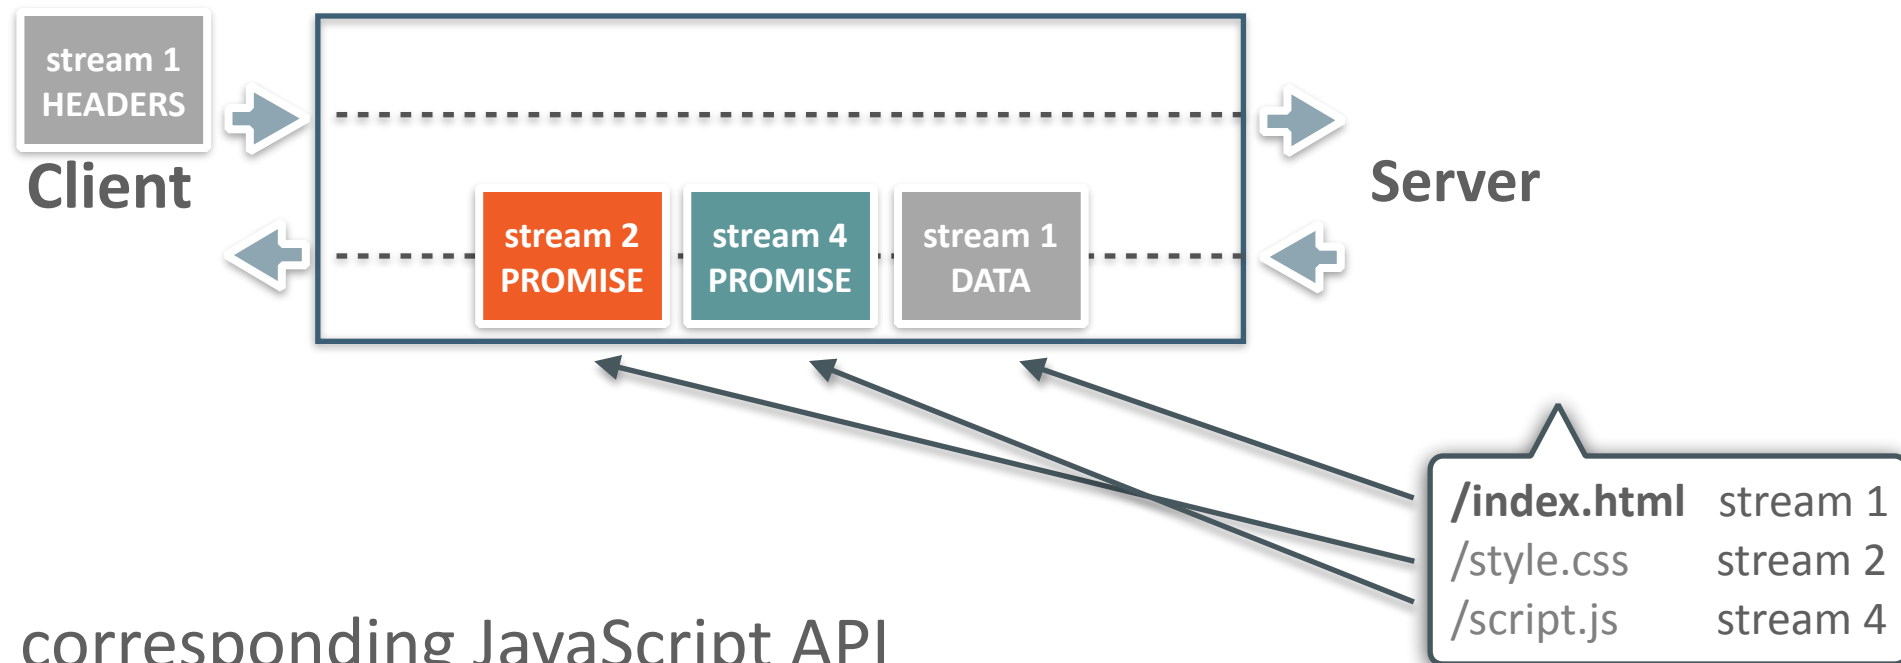 stream 1
HEADERS
Client
Server
stream 2
PROMISE
stream 4
PROMISE
stream 1
DATA
/index.html stream 1
/style.css stream 2
/script.js stream 4
corresponding JavaScript API